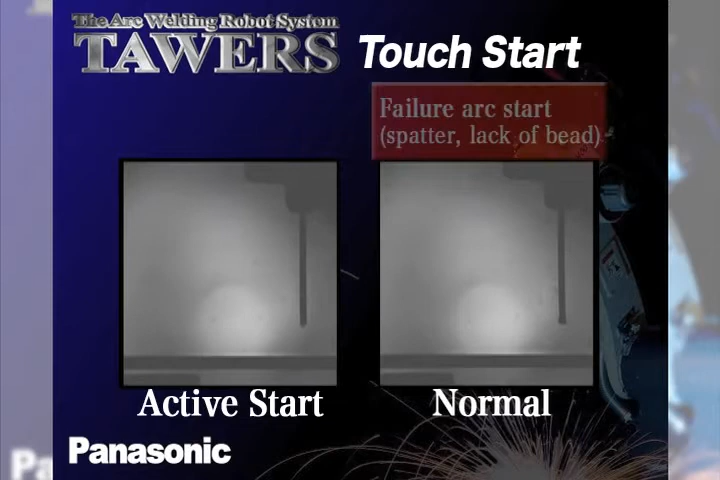 The Arc Welding Robot System
TAWERS
Touch Start
Failure arc start
(spatter, lack of bead)
Active Start
Normal
Panasonic
Pa